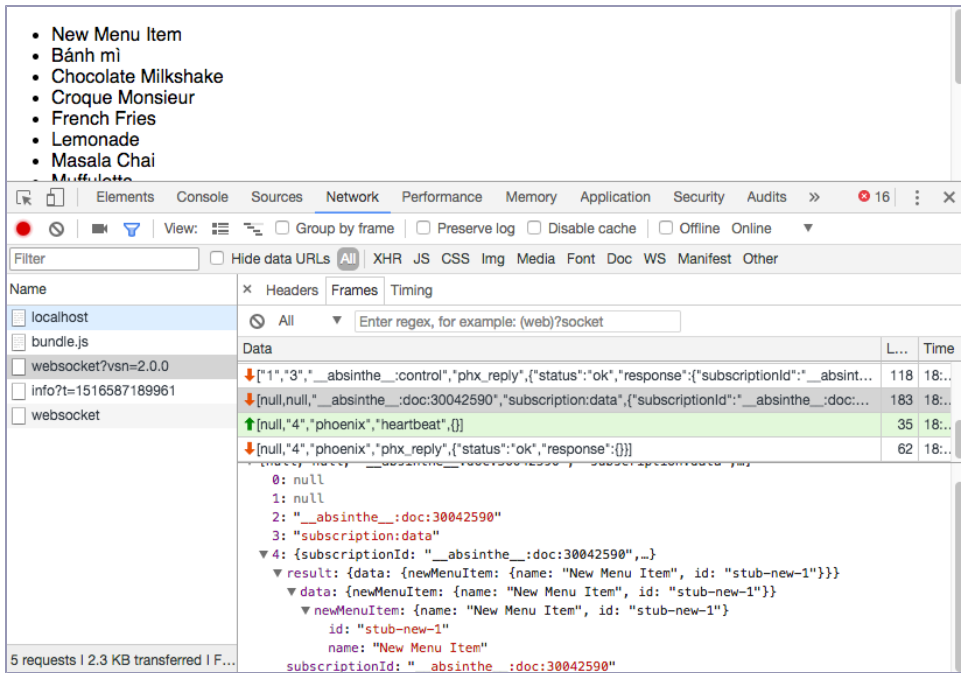 • New Menu Item
• Bánh mì
• Chocolate Milkshake
• Croque Monsieur
• French Fries
• Lemonade
• Masala Chai
Muffuletta
Elements Console Sources Network Performance Memory Application Security Audits » 16
View: Group by frame Preserve log Disable cache Offline Online ▼
Filter Hide data URLs All XHR JS CSS Img Media Font Doc WS Manifest Other
Name
localhost
bundle.js
websocket?vsn=2.0.0
info?t=1516587189961
websocket
5 requests | 2.3 KB transferred | F...
× Headers Frames Timing
All ▼ Enter regex, for example: (web)?socket
Data L... Time
["1","3","__absinthe__:control","phx_reply",{"status":"ok","response":{"subscriptionId":"__absint... 118 18:..
[null,null,"__absinthe__:doc:30042590","subscription:data",{"subscriptionId":"__absinthe__:doc:... 183 18:..
[null,"4","phoenix","heartbeat",{}] 35 18:..
[null,"4","phoenix","phx_reply",{"status":"ok","response":{}}] 62 18:..
[null, null, "__absinthe__:doc:30042590", "subscription:data",…]
0: null
1: null
2: "__absinthe__:doc:30042590"
3: "subscription:data"
▼4: {subscriptionId: "__absinthe__:doc:30042590",…}
▼result: {data: {newMenuItem: {name: "New Menu Item", id: "stub-new-1"}}}
▼data: {newMenuItem: {name: "New Menu Item", id: "stub-new-1"}}
▼newMenuItem: {name: "New Menu Item", id: "stub-new-1"}
id: "stub-new-1"
name: "New Menu Item"
subscriptionId: "__absinthe__:doc:30042590"